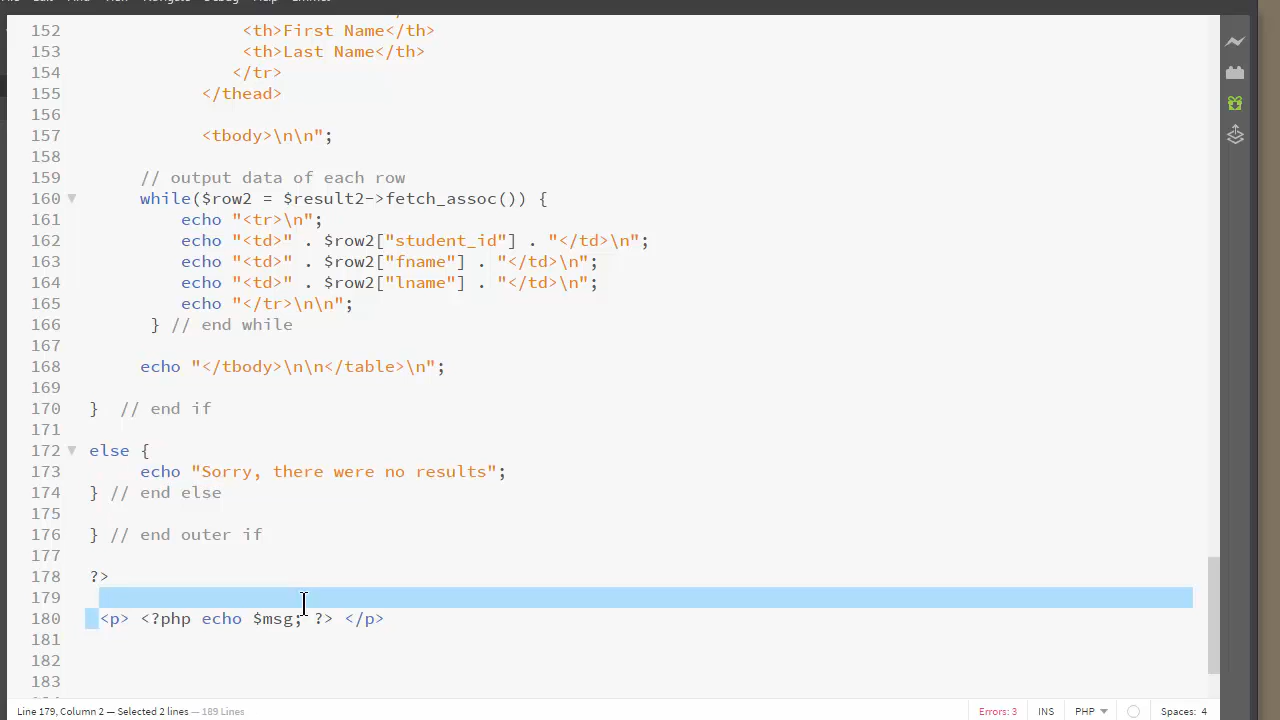 152 <th>First Name</th>
153 <th>Last Name</th>
154 </tr>
155 </thead>
156
157 <tbody>\n\n";
158
159 // output data of each row
160 while($row2 = $result2->fetch_assoc()) {
161 echo "<tr>\n";
162 echo "<td>" . $row2["student_id"] . "</td>\n";
163 echo "<td>" . $row2["fname"] . "</td>\n";
164 echo "<td>" . $row2["lname"] . "</td>\n";
165 echo "</tr>\n\n";
166 } // end while
167
168 echo "</tbody>\n\n</table>\n";
169
170 } // end if
171
172 else {
173 echo "Sorry, there were no results";
174 } // end else
175
176 } // end outer if
177
178 ?>
179
180 <p> <?php echo $msg; ?> </p>
181
182
183
Line 179, Column 2 — Selected 2 lines — 189 Lines Errors: 3 INS PHP Spaces: 4